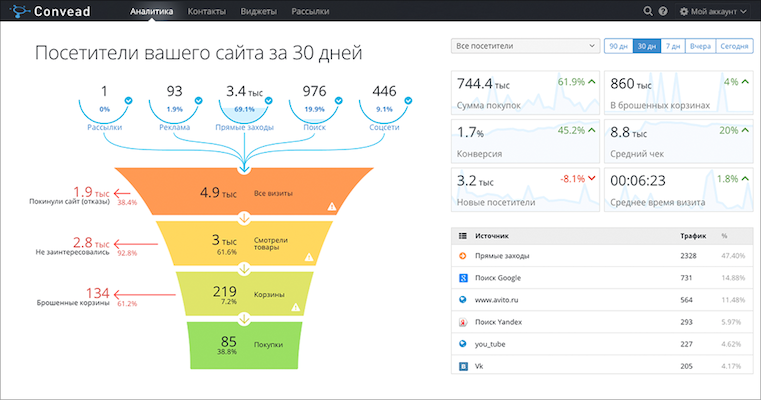 Convead Аналитика Контакты Виджеты Рассылки Мой аккаунт
Посетители вашего сайта за 30 дней
Все посетители 90 дн 30 дн 7 дн Вчера Сегодня
1 93 3.4 тыс 976 446
0% 1.9% 69.1% 19.9% 9.1%
Рассылки Реклама Прямые заходы Поиск Соцсети
4.9 тыс Все визиты
1.9 тыс
Покинули сайт (отказы) 38.4%
3 тыс Смотрели товары
61.6%
2.8 тыс
Не заинтересовались 92.8%
219 Корзины
7.2%
134
Брошенные корзины 61.2%
85 Покупки
38.8%
744.4 тыс 61.9%
Сумма покупок
860 тыс 4%
В брошенных корзинах
1.7% 45.2%
Конверсия
8.8 тыс 20%
Средний чек
3.2 тыс -8.1%
Новые посетители
00:06:23 1.8%
Среднее время визита
Источник Трафик %
Прямые заходы 2328 47.40%
Поиск Google 731 14.88%
www.avito.ru 564 11.48%
Поиск Yandex 293 5.97%
you_tube 227 4.62%
Vk 205 4.17%